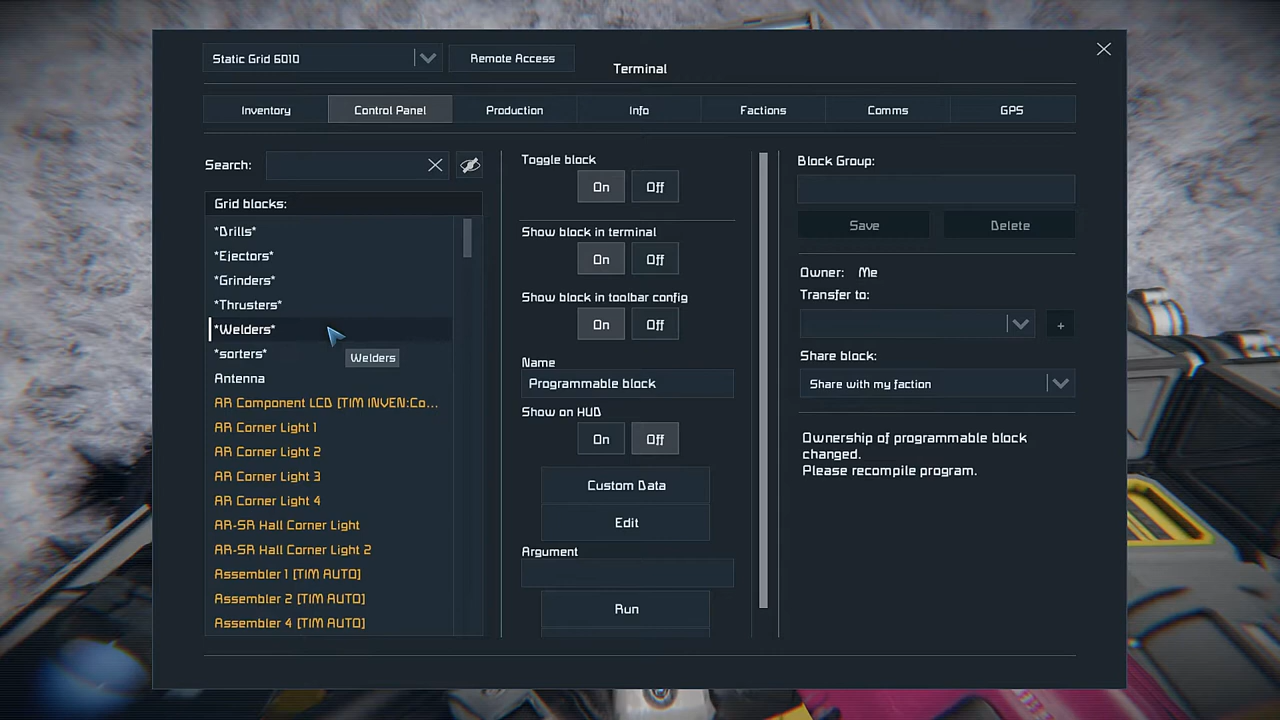 Static Grid 6010
Remote Access
Terminal
Inventory
Control Panel
Production
Info
Factions
Comms
GPS
Search:
Grid blocks:
*Drills*
*Ejectors*
*Grinders*
*Thrusters*
*Welders*
*sorters*
Welders
Antenna
AR Component LCD [TIM INVEN:Co...
AR Corner Light 1
AR Corner Light 2
AR Corner Light 3
AR Corner Light 4
AR-SR Hall Corner Light
AR-SR Hall Corner Light 2
Assembler 1 [TIM AUTO]
Assembler 2 [TIM AUTO]
Assembler 4 [TIM AUTO]
Toggle block
On Off
Show block in terminal
On Off
Show block in toolbar config
On Off
Name
Programmable block
Show on HUD
On Off
Custom Data
Edit
Argument
Run
Block Group:
Save Delete
Owner: Me
Transfer to:
+
Share block:
Share with my faction
Ownership of programmable block
changed.
Please recompile program.